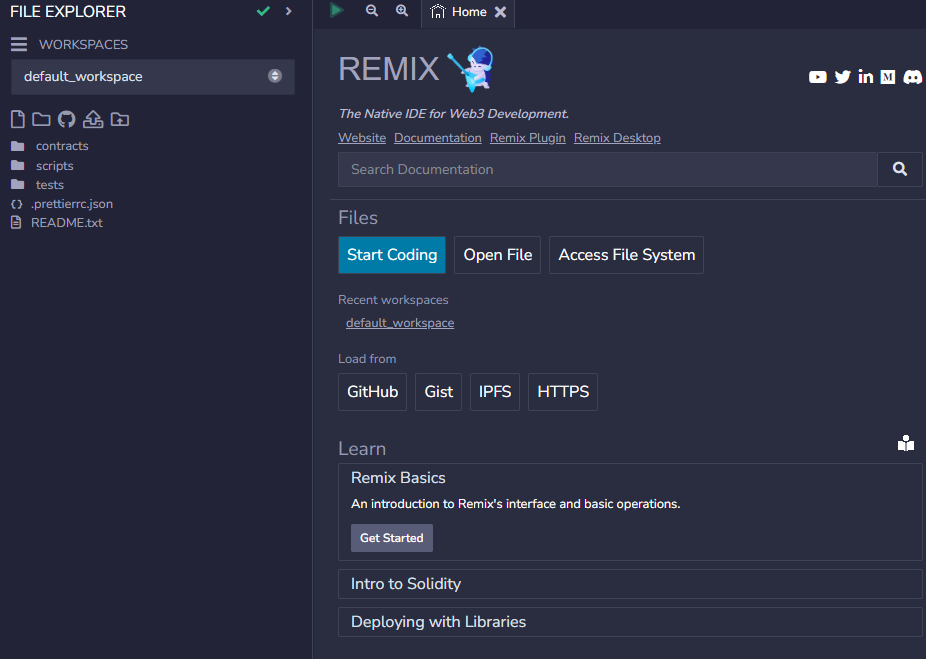 FILE EXPLORER
WORKSPACES
default_workspace
contracts
scripts
tests
.prettierrc.json
README.txt
Home
REMIX
The Native IDE for Web3 Development.
Website Documentation Remix Plugin Remix Desktop
Search Documentation
Files
Start Coding Open File Access File System
Recent workspaces
default_workspace
Load from
GitHub Gist IPFS HTTPS
Learn
Remix Basics
An introduction to Remix's interface and basic operations.
Get Started
Intro to Solidity
Deploying with Libraries